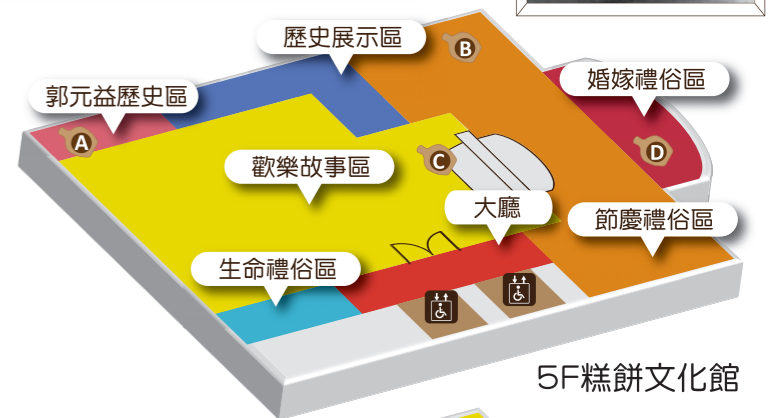 歷史展示區
B
婚嫁禮俗區
郭元益歷史區
A
C
D
歡樂故事區
大廳
節慶禮俗區
生命禮俗區
5F糕餅文化館